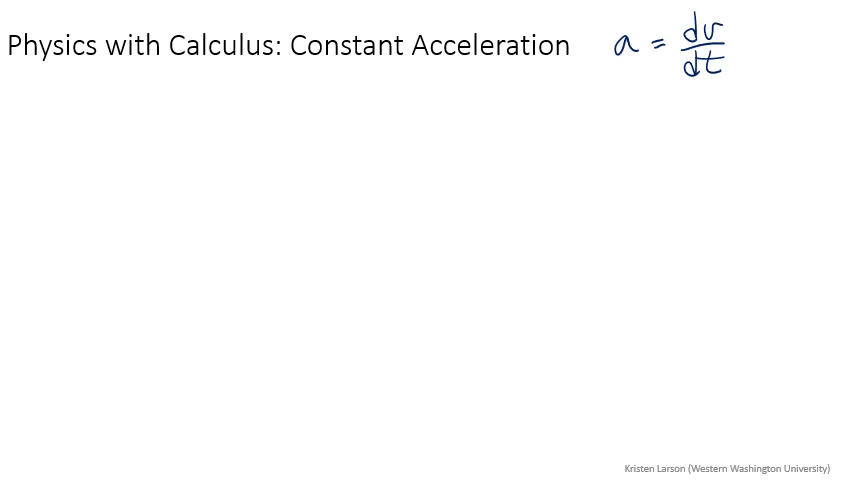 Physics with Calculus: Constant Acceleration a = dv/dt
Kristen Larson (Western Washington University)